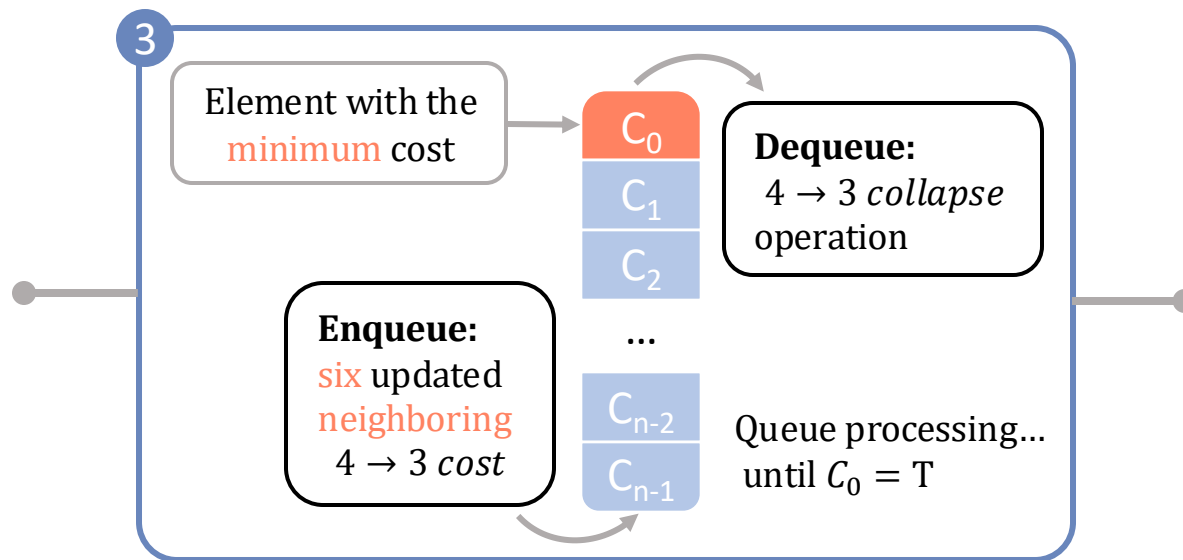 3
Element with the
minimum cost
C₀
C₁
C₂
...
Cₙ₋₂
Cₙ₋₁
Dequeue:
4 → 3 collapse
operation
Enqueue:
six updated
neighboring
4 → 3 cost
Queue processing...
until C₀ = T